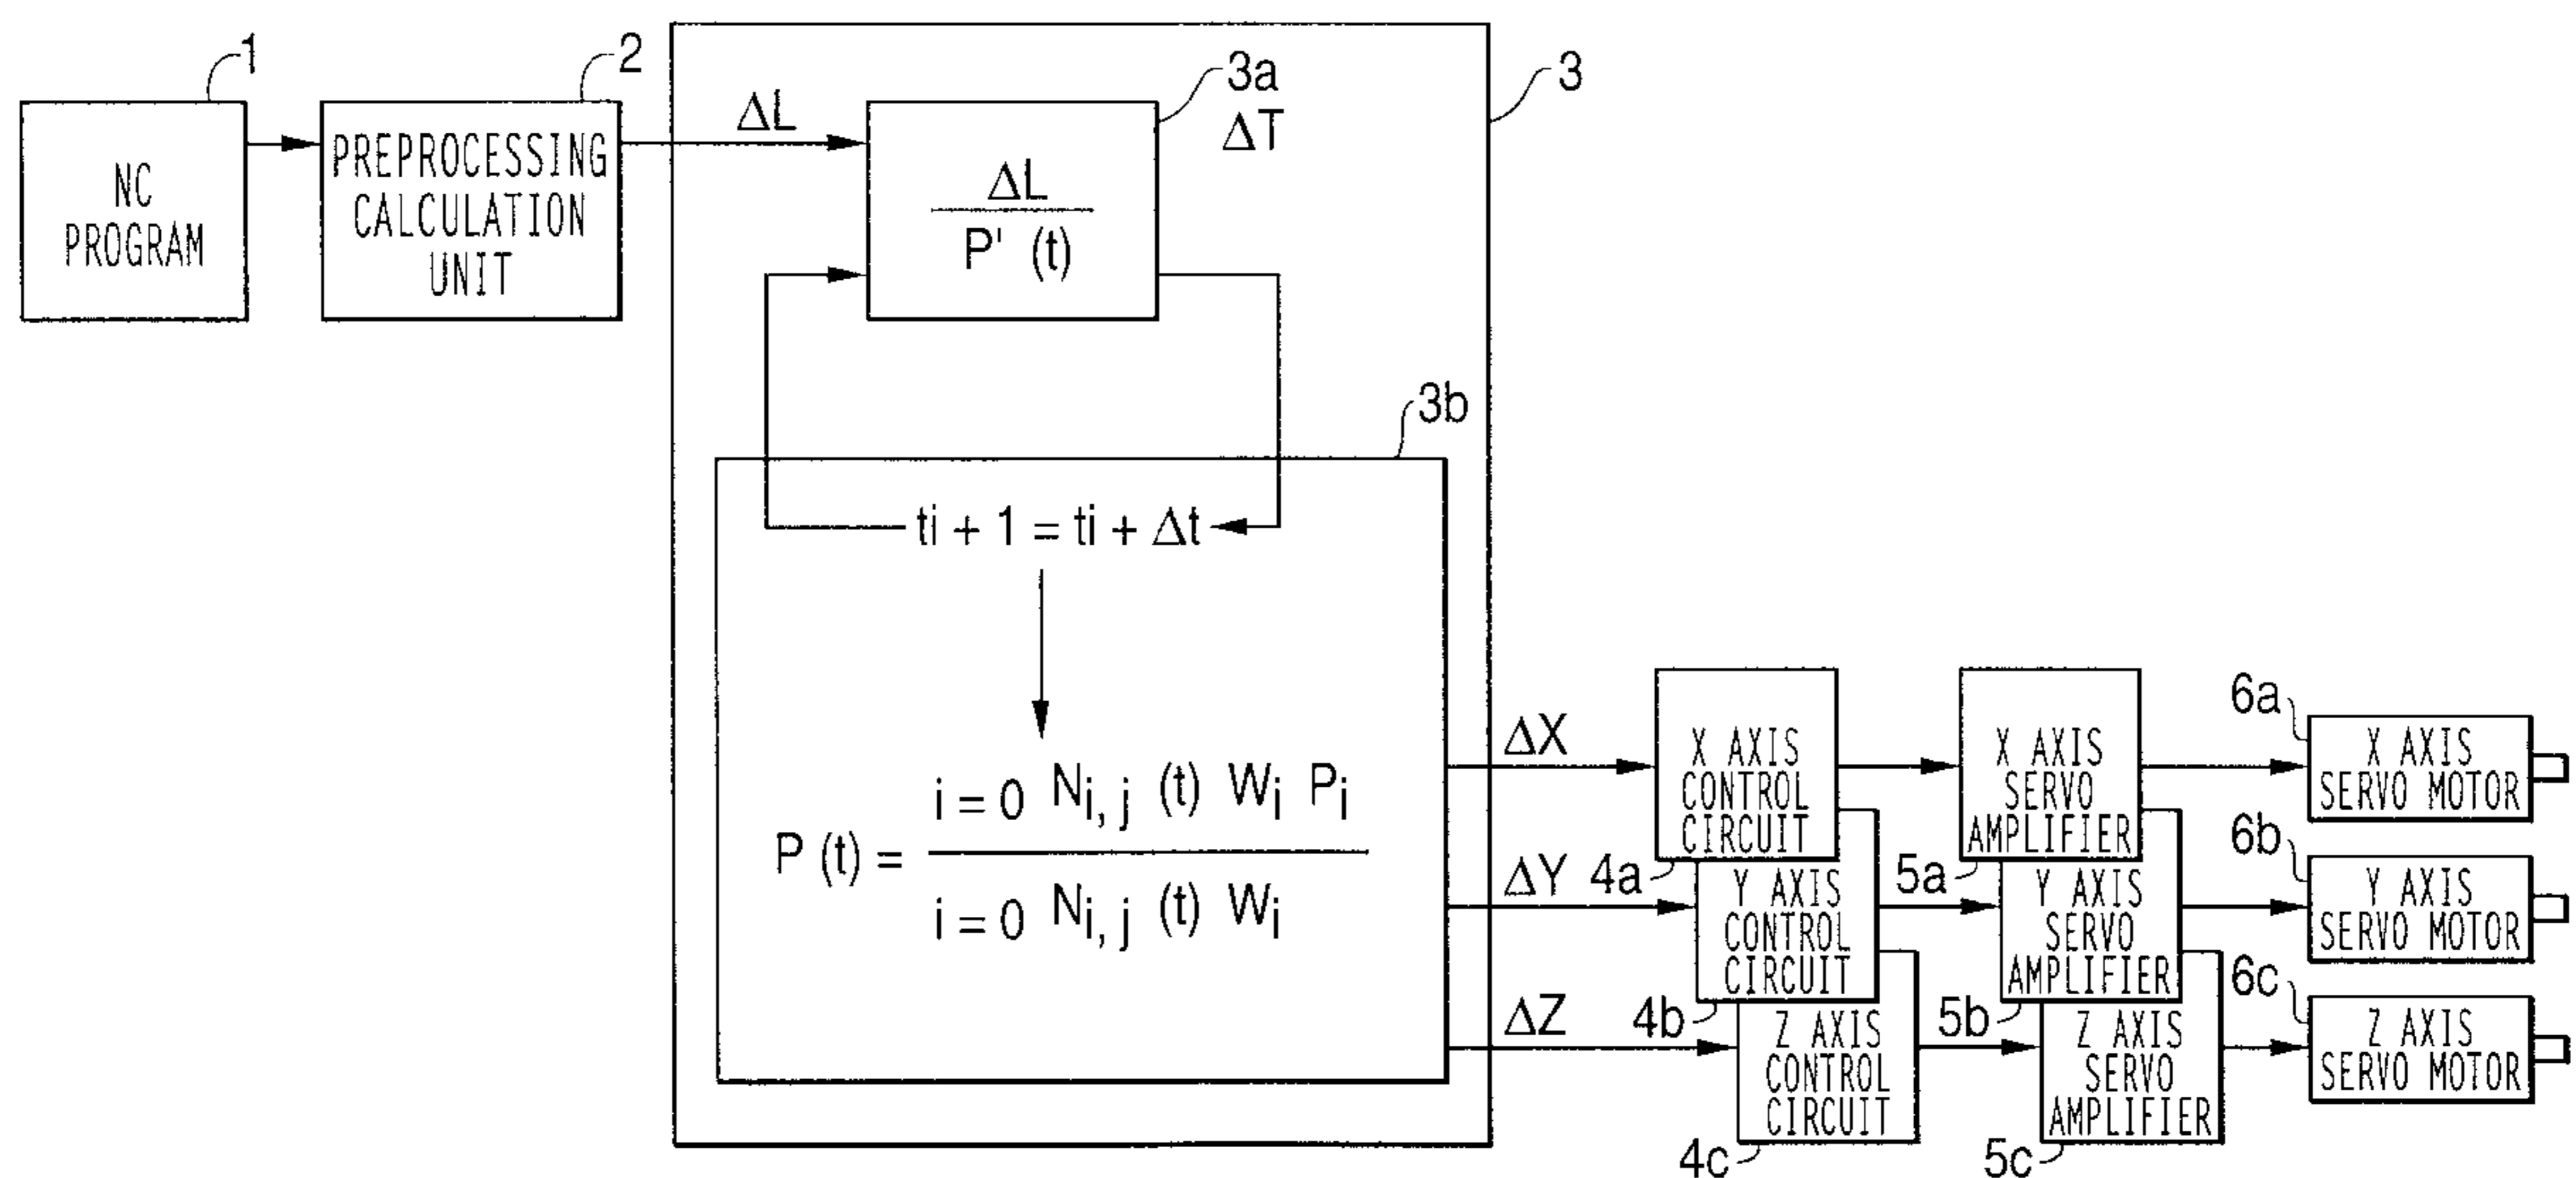 1
2
3a
3
ΔL
ΔT
NC
PROGRAM
PREPROCESSING
CALCULATION
UNIT
ΔL
P' (t)
3b
ti + 1 = ti + Δt
P (t) =
i = 0 Ni, j (t) Wi Pi
i = 0 Ni, j (t) Wi
ΔX
ΔY
ΔZ
X AXIS
CONTROL
CIRCUIT
4a
Y AXIS
CONTROL
CIRCUIT
4b
Z AXIS
CONTROL
CIRCUIT
4c
X AXIS
SERVO
AMPLIFIER
5a
Y AXIS
SERVO
AMPLIFIER
5b
Z AXIS
SERVO
AMPLIFIER
5c
6a
X AXIS
SERVO MOTOR
6b
Y AXIS
SERVO MOTOR
6c
Z AXIS
SERVO MOTOR